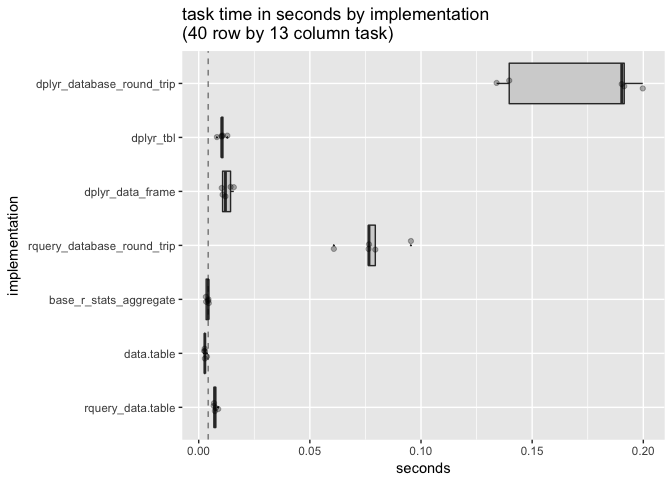 task time in seconds by implementation
(40 row by 13 column task)
implementation
dplyr_database_round_trip
dplyr_tbl
dplyr_data_frame
rquery_database_round_trip
base_r_stats_aggregate
data.table
rquery_data.table
0.00 0.05 0.10 0.15 0.20
seconds